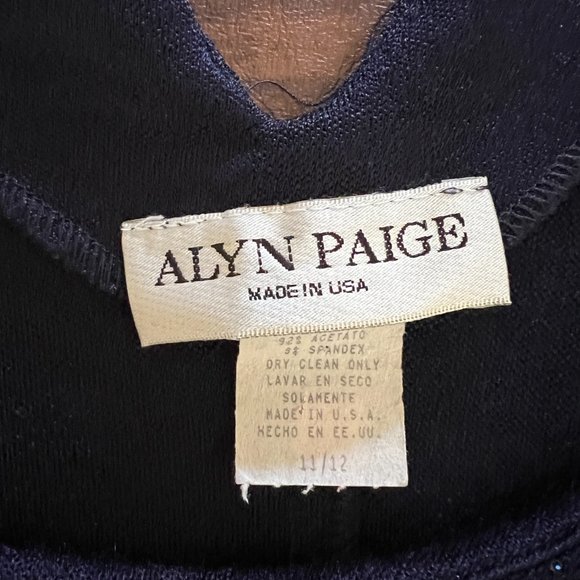 ALYN PAIGE
MADE IN USA
92% ACETATO
8% SPANDEX
DRY CLEAN ONLY
LAVAR EN SECO
SOLAMENTE
MADE IN U.S.A.
HECHO EN EE.UU.
11/12